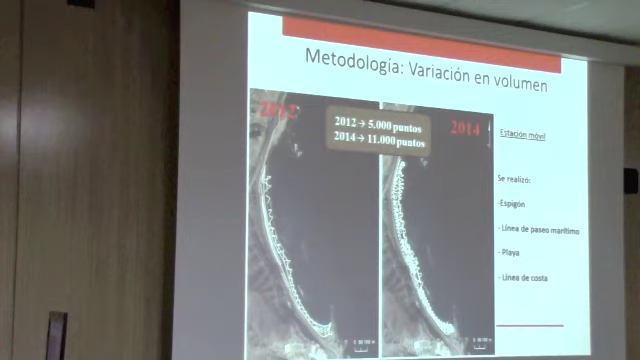 Metodología: Variación en volumen
2012
2012 → 5.000 puntos
2014 → 11.000 puntos
2014
Estación móvil
Se realizó:
-Espigón
- Línea de paseo marítimo
- Playa
- Línea de costa